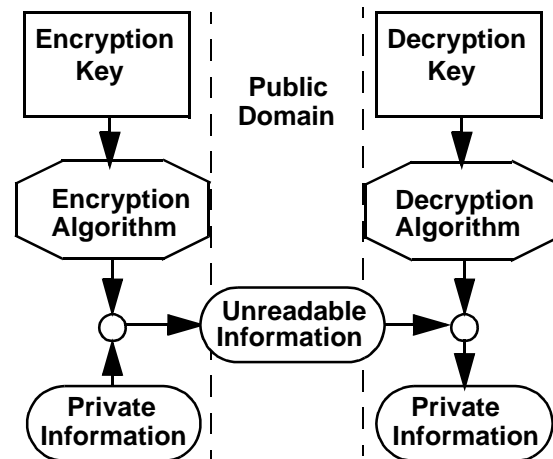 Encryption
Key
Public
Domain
Decryption
Key
Encryption
Algorithm
Decryption
Algorithm
Unreadable
Information
Private
Information
Private
Information